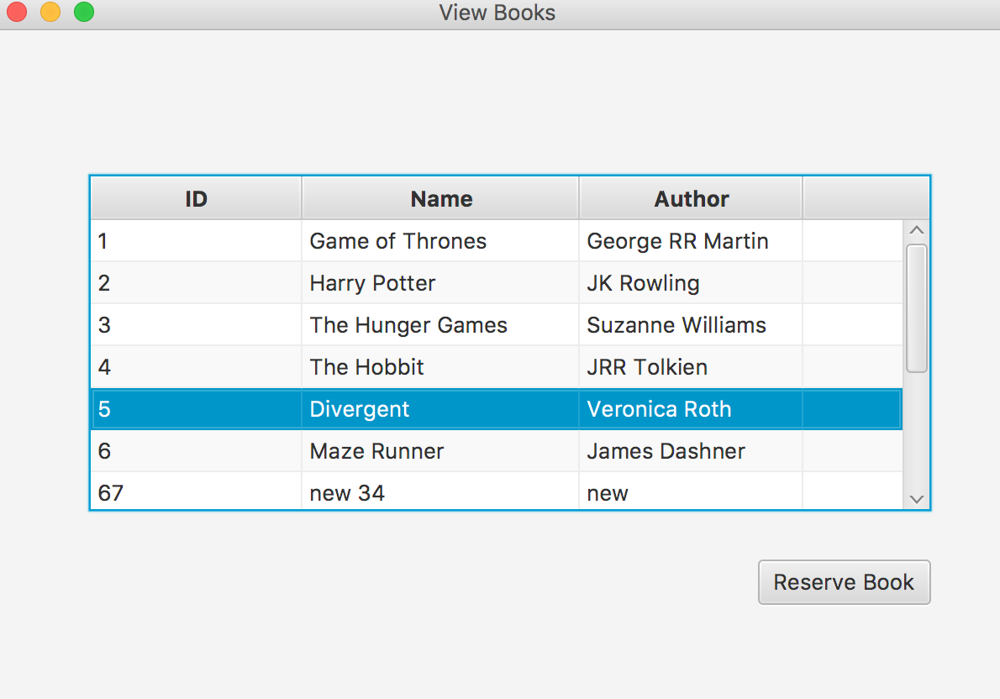 View Books
ID Name Author
1 Game of Thrones George RR Martin
2 Harry Potter JK Rowling
3 The Hunger Games Suzanne Williams
4 The Hobbit JRR Tolkien
5 Divergent Veronica Roth
6 Maze Runner James Dashner
67 new 34 new
Reserve Book